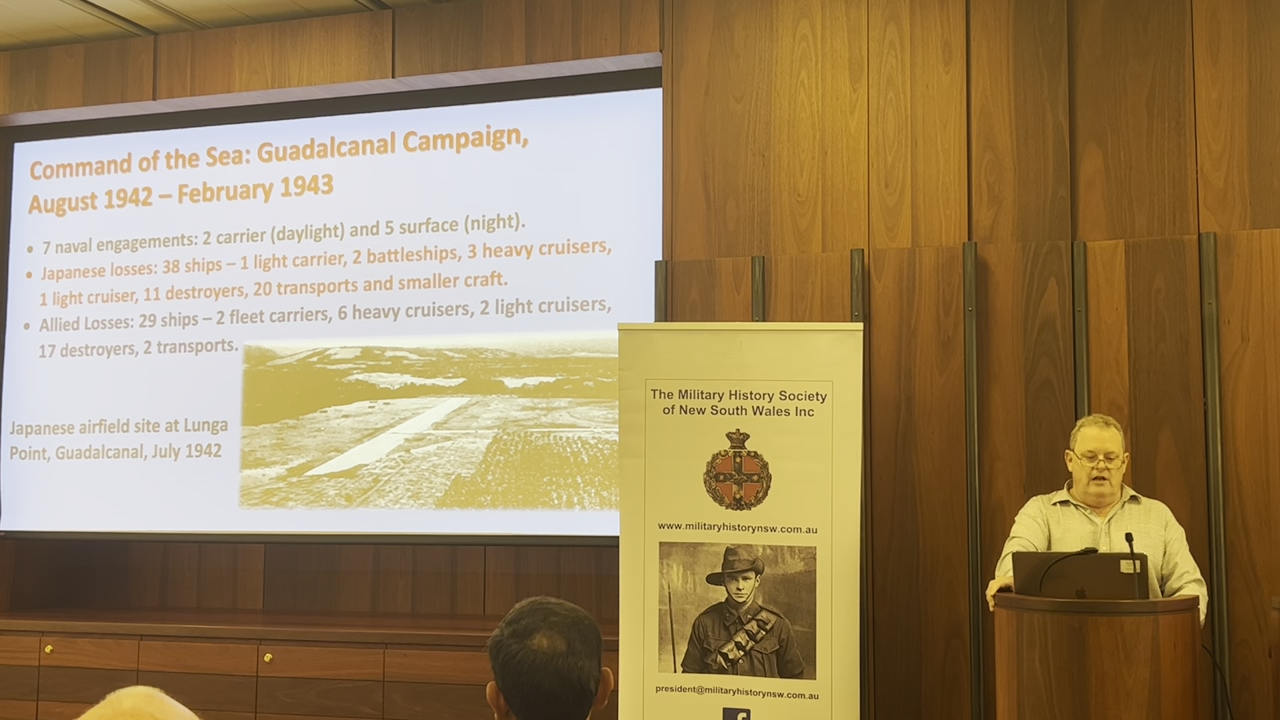 Command of the Sea: Guadalcanal Campaign,
August 1942 – February 1943
• 7 naval engagements: 2 carrier (daylight) and 5 surface (night).
• Japanese losses: 38 ships – 1 light carrier, 2 battleships, 3 heavy cruisers,
1 light cruiser, 11 destroyers, 20 transports and smaller craft.
• Allied Losses: 29 ships – 2 fleet carriers, 6 heavy cruisers, 2 light cruisers,
17 destroyers, 2 transports.
Japanese airfield site at Lunga
Point, Guadalcanal, July 1942
The Military History Society
of New South Wales Inc
www.militaryhistorynsw.com.au
president@militaryhistorynsw.com.au